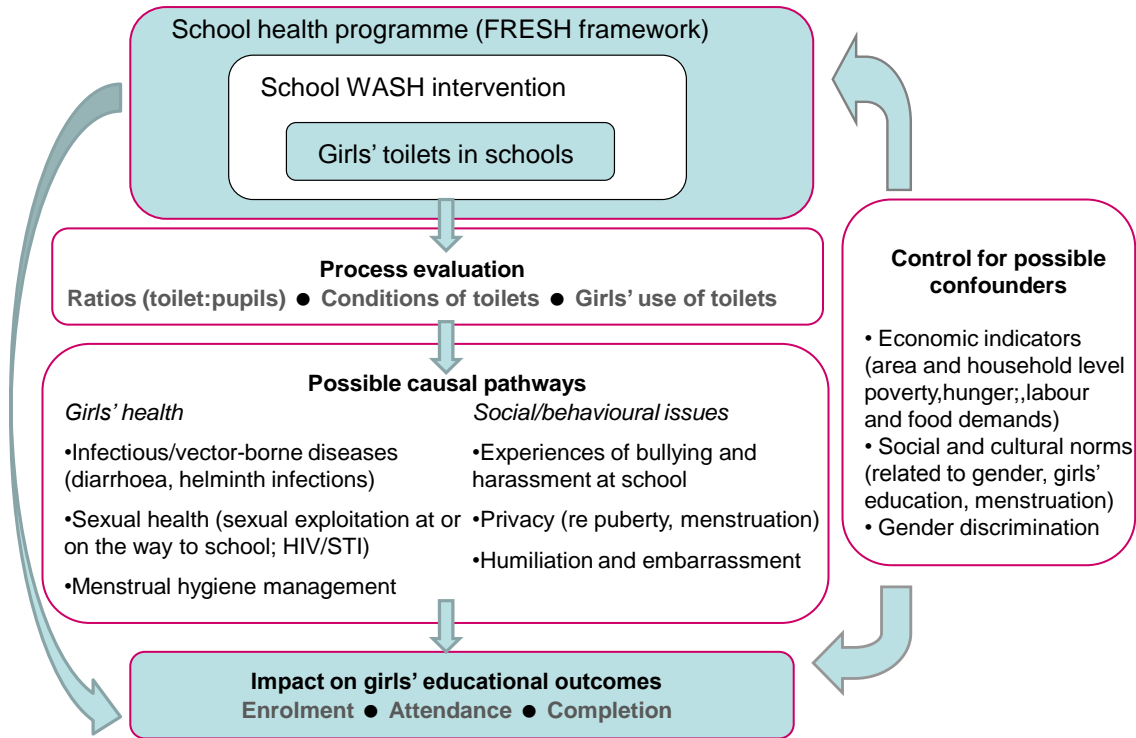 School health programme (FRESH framework)
School WASH intervention
Girls’ toilets in schools
Process evaluation
Ratios (toilet:pupils) ● Conditions of toilets ● Girls’ use of toilets
Possible causal pathways
Girls’ health
•Infectious/vector-borne diseases
(diarrhoea, helminth infections)
•Sexual health (sexual exploitation at or
on the way to school; HIV/STI)
•Menstrual hygiene management
Social/behavioural issues
•Experiences of bullying and
harassment at school
•Privacy (re puberty, menstruation)
•Humiliation and embarrassment
Impact on girls’ educational outcomes
Enrolment ● Attendance ● Completion
Control for possible
confounders
• Economic indicators
(area and household level
poverty,hunger;,labour
and food demands)
• Social and cultural norms
(related to gender, girls’
education, menstruation)
• Gender discrimination